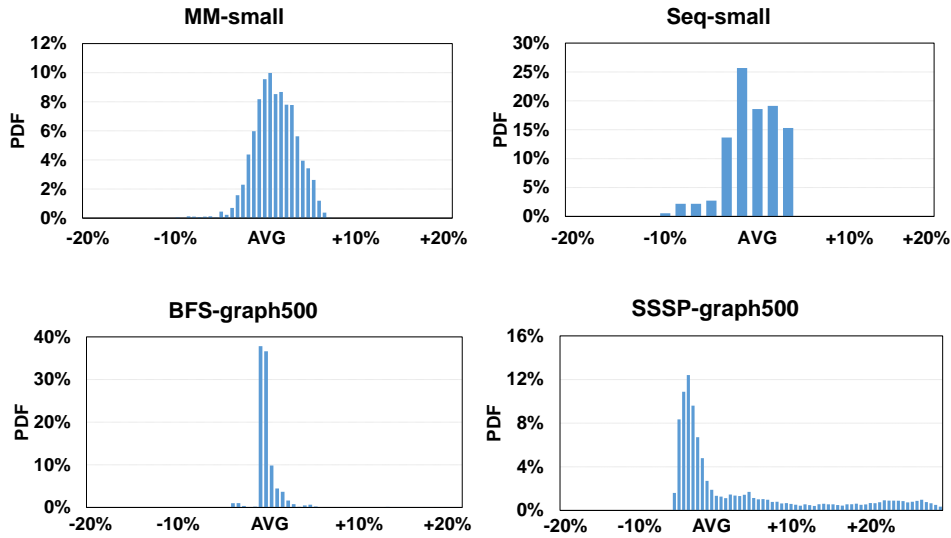 MM-small
12%
10%
8%
6%
4%
2%
0%
PDF
-20% -10% AVG +10% +20%
Seq-small
30%
25%
20%
15%
10%
5%
0%
PDF
-20% -10% AVG +10% +20%
BFS-graph500
40%
30%
20%
10%
0%
PDF
-20% -10% AVG +10% +20%
SSSP-graph500
16%
12%
8%
4%
0%
PDF
-20% -10% AVG +10% +20%